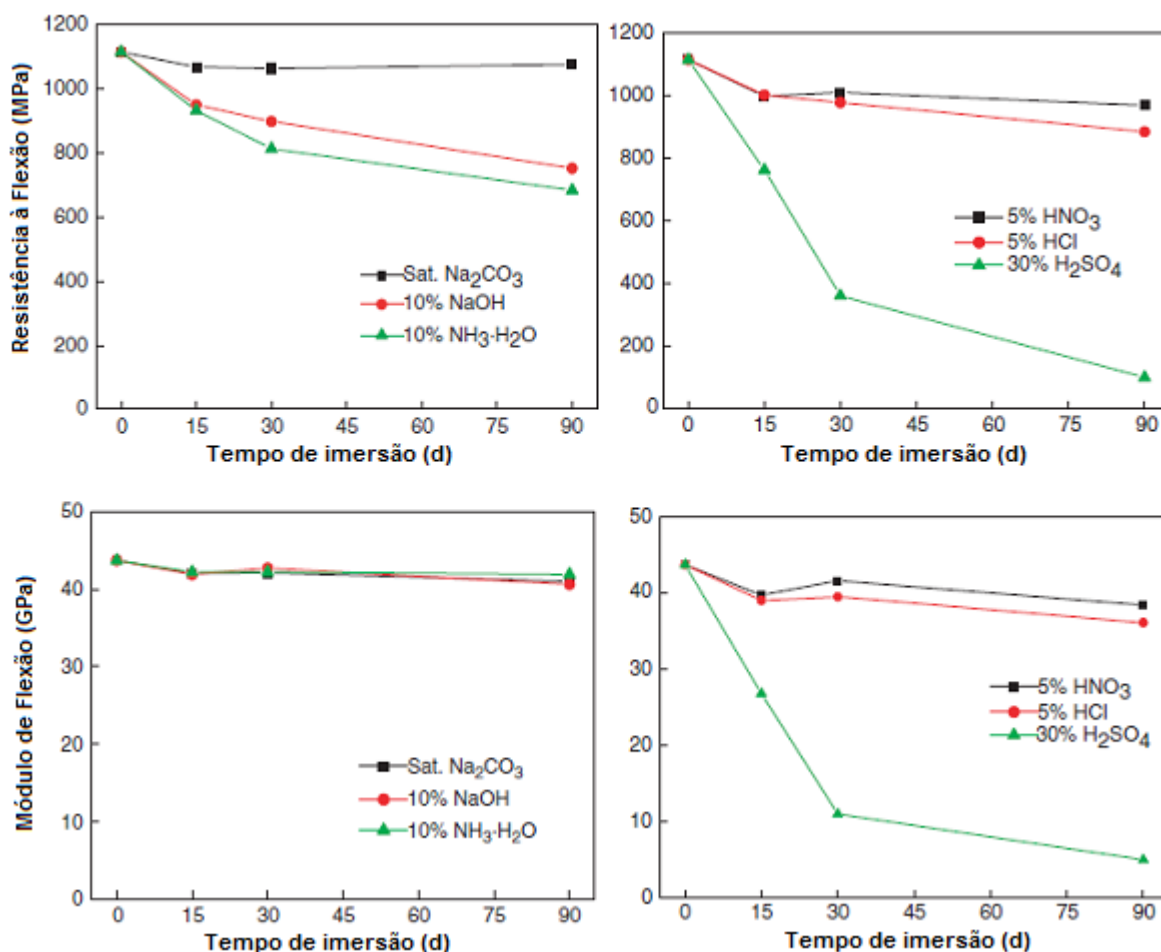 Resistência à Flexão (MPa)
1200
1000
800
600
400
200
0
Sat. Na₂CO₃
10% NaOH
10% NH₃·H₂O
0 15 30 45 60 75 90
Tempo de imersão (d)
1200
1000
800
600
400
200
0
5% HNO₃
5% HCl
30% H₂SO₄
0 15 30 45 60 75 90
Tempo de imersão (d)
Módulo de Flexão (GPa)
50
40
30
20
10
0
Sat. Na₂CO₃
10% NaOH
10% NH₃·H₂O
0 15 30 45 60 75 90
Tempo de imersão (d)
50
40
30
20
10
0
5% HNO₃
5% HCl
30% H₂SO₄
0 15 30 45 60 75 90
Tempo de imersão (d)